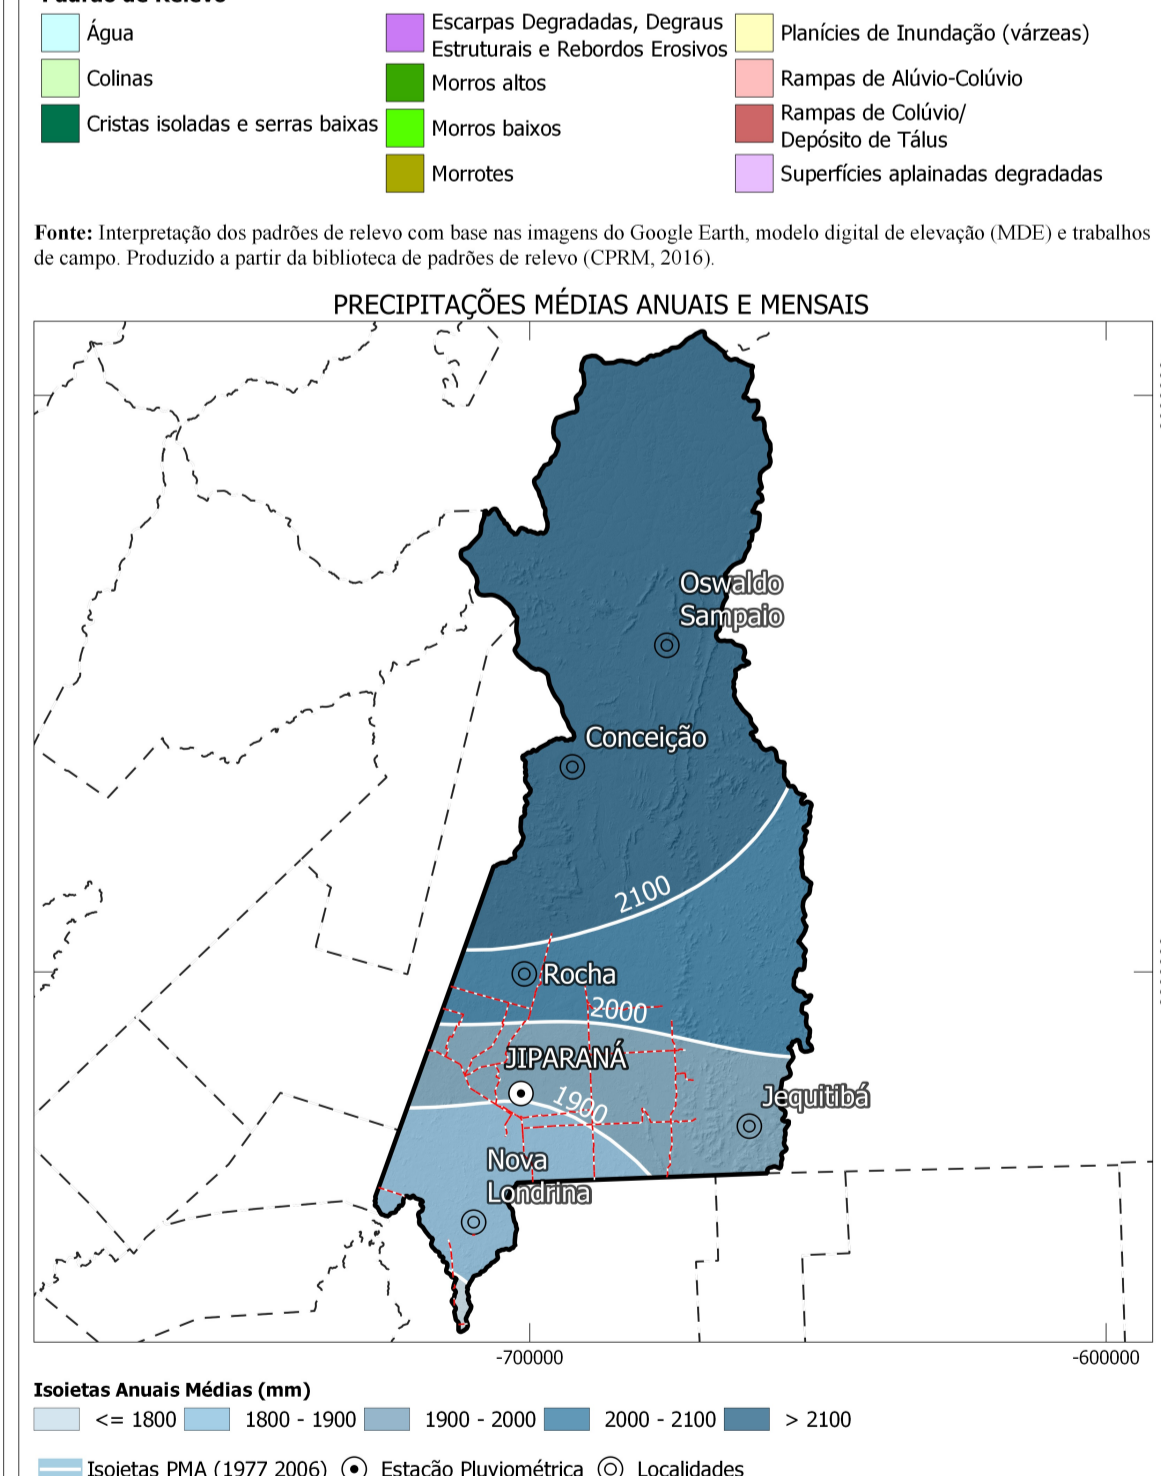 Padrão de Relevo
Água
Colinas
Cristas isoladas e serras baixas
Escarpas Degradadas, Degraus
Estruturais e Rebordos Erosivos
Morros altos
Morros baixos
Morrotes
Planícies de Inundação (várzeas)
Rampas de Alúvio-Colúvio
Rampas de Colúvio/
Depósito de Tálus
Superfícies aplainadas degradadas
Fonte: Interpretação dos padrões de relevo com base nas imagens do Google Earth, modelo digital de elevação (MDE) e trabalhos
de campo. Produzido a partir da biblioteca de padrões de relevo (CPRM, 2016).
PRECIPITAÇÕES MÉDIAS ANUAIS E MENSAIS
Oswaldo
Sampaio
Conceição
2100
Rocha
2000
JIPARANÁ
1900
Jequitibá
Nova
Londrina
-700000
-600000
Isoietas Anuais Médias (mm)
<= 1800
1800 - 1900
1900 - 2000
2000 - 2100
> 2100
Isoietas PMA (1977 2006)
Estação Pluviométrica
Localidades